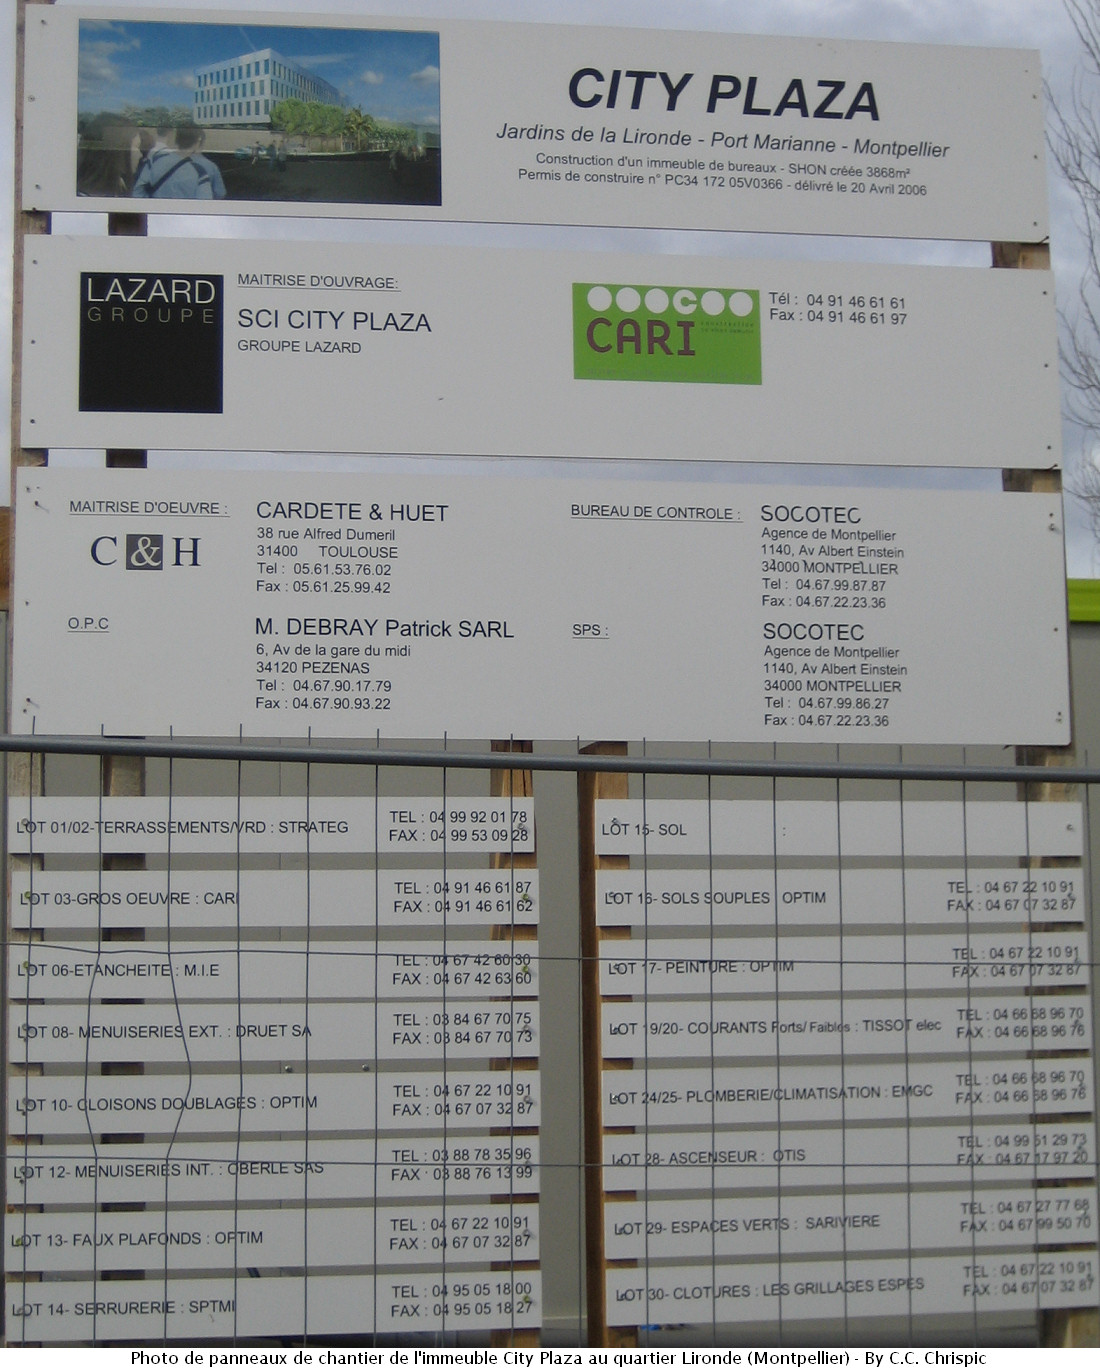 CITY PLAZA
Jardins de la Lironde - Port Marianne - Montpellier
Construction d'un immeuble de bureaux - SHON créée 3868m²
Permis de construire n° PC34 172 05V0366 - délivré le 20 Avril 2006
LAZARD
GROUPE
MAITRISE D'OUVRAGE:
SCI CITY PLAZA
GROUPE LAZARD
CARI
Tél : 04 91 46 61 61
Fax : 04 91 46 61 97
MAITRISE D'OEUVRE :
C & H
CARDETE & HUET
38 rue Alfred Dumeril
31400 TOULOUSE
Tel : 05.61.53.76.02
Fax : 05.61.25.99.42
BUREAU DE CONTROLE :
SOCOTEC
Agence de Montpellier
1140, Av Albert Einstein
34000 MONTPELLIER
Tel : 04.67.99.87.87
Fax : 04.67.22.23.36
O.P.C
M. DEBRAY Patrick SARL
6, Av de la gare du midi
34120 PEZENAS
Tel : 04.67.90.17.79
Fax : 04.67.90.93.22
SPS :
SOCOTEC
Agence de Montpellier
1140, Av Albert Einstein
34000 MONTPELLIER
Tel : 04.67.99.86.27
Fax : 04.67.22.23.36
LOT 01/02-TERRASSEMENTS/VRD : STRATEG
TEL : 04 99 92 01 78
FAX : 04 99 53 09 28
LOT 03-GROS OEUVRE : CARI
TEL : 04 91 46 61 87
FAX : 04 91 46 61 62
LOT 06-ETANCHEITE : M.I.E
TEL : 04 67 42 60 30
FAX : 04 67 42 63 60
LOT 08- MENUISERIES EXT. : DRUET SA
TEL : 03 84 67 70 75
FAX : 03 84 67 70 73
LOT 10- CLOISONS DOUBLAGES : OPTIM
TEL : 04 67 22 10 91
FAX : 04 67 07 32 87
LOT 12- MENUISERIES INT. : OBERLE SAS
TEL : 03 88 78 35 96
FAX : 03 88 76 13 99
LOT 13- FAUX PLAFONDS : OPTIM
TEL : 04 67 22 10 91
FAX : 04 67 07 32 87
LOT 14- SERRURERIE : SPTMI
TEL : 04 95 05 18 00
FAX : 04 95 05 18 27
LOT 15- SOL :
LOT 16- SOLS SOUPLES : OPTIM
TEL : 04 67 22 10 91
FAX : 04 67 07 32 87
LOT 17- PEINTURE : OPTIM
TEL : 04 67 22 10 91
FAX : 04 67 07 32 87
LOT 19/20- COURANTS Forts/ Faibles : TISSOT elec
TEL : 04 66 68 96 70
FAX : 04 66 68 96 76
LOT 24/25- PLOMBERIE/CLIMATISATION : EMGC
TEL : 04 66 68 96 70
FAX : 04 66 68 96 76
LOT 28- ASCENSEUR : OTIS
TEL : 04 99 51 29 73
FAX : 04 67 17 97 20
LOT 29- ESPACES VERTS : SARIVIERE
TEL : 04 67 27 77 68
FAX : 04 67 99 50 70
LOT 30- CLOTURES : LES GRILLAGES ESPES
TEL : 04 67 22 10 91
FAX : 04 67 07 32 87
Photo de panneaux de chantier de l'immeuble City Plaza au quartier Lironde (Montpellier) - By C.C. Chrispic